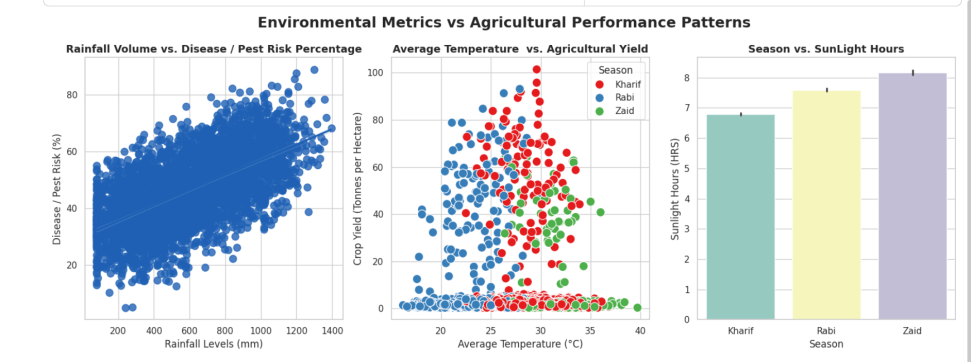 Environmental Metrics vs Agricultural Performance Patterns
Rainfall Volume vs. Disease / Pest Risk Percentage
Disease / Pest Risk (%)
80
60
40
20
200 400 600 800 1000 1200 1400
Rainfall Levels (mm)
Average Temperature vs. Agricultural Yield
Crop Yield (Tonnes per Hectare)
100
80
60
40
20
0
Season
Kharif
Rabi
Zaid
20 25 30 35 40
Average Temperature (°C)
Season vs. SunLight Hours
Sunlight Hours (HRS)
8
7
6
5
4
3
2
1
0
Kharif Rabi Zaid
Season